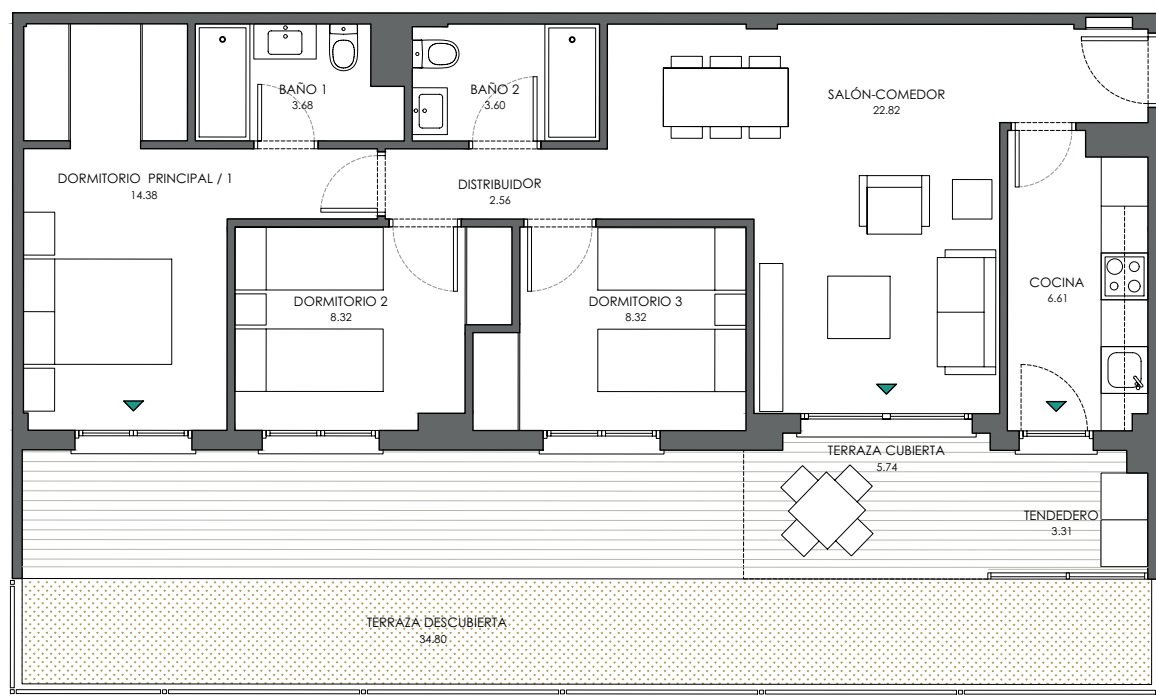 BAÑO 1
3.68
BAÑO 2
3.60
SALÓN-COMEDOR
22.82
DORMITORIO PRINCIPAL / 1
14.38
DISTRIBUIDOR
2.56
DORMITORIO 2
8.32
DORMITORIO 3
8.32
COCINA
6.61
TERRAZA CUBIERTA
5.74
TENDEDERO
3.31
TERRAZA DESCUBIERTA
34.80